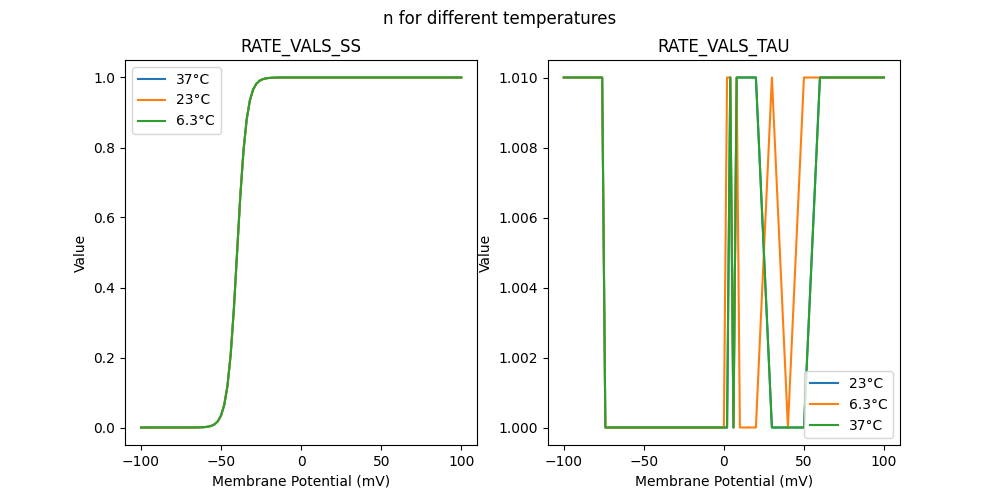 n for different temperatures
RATE_VALS_SS
37°C
23°C
6.3°C
Value
1.0
0.8
0.6
0.4
0.2
0.0
−100
−50
0
50
100
Membrane Potential (mV)
RATE_VALS_TAU
Value
1.010
1.008
1.006
1.004
1.002
1.000
23°C
6.3°C
37°C
−100
−50
0
50
100
Membrane Potential (mV)